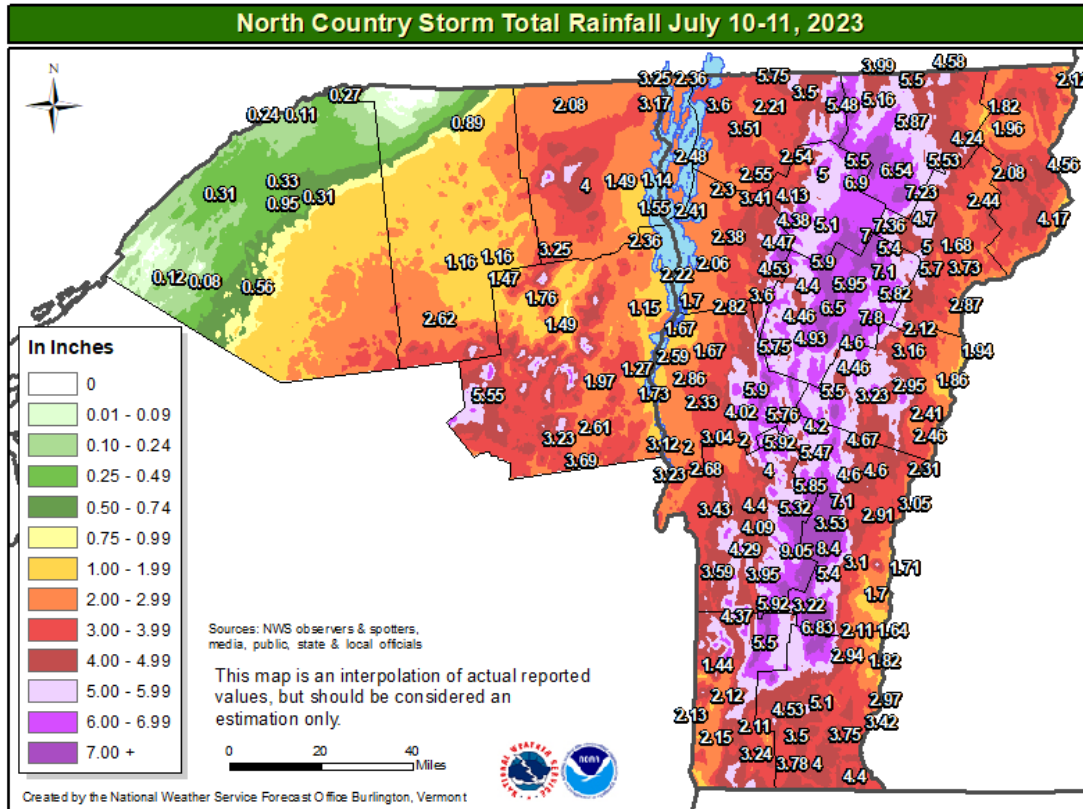 North Country Storm Total Rainfall July 10-11, 2023
N
3.25 2.36 5.75 3.99 4.58
0.27 3.5 5.5 2.12
0.24 0.11 2.08 3.17 3.6 2.21 5.48 5.16 1.82
0.89 3.51 5.87 1.96
4.24
2.48 2.54 5.5 5.53 4.56
0.33 4 1.49 1.14 2.55 5 6.54 2.08
0.31 0.31 2.3 3.41 4.13 6.9 7.23 2.44
0.95 1.55 2.41 4.38 5.1 7.36 4.7 4.17
2.36 2.38 4.47 7 5.4 5 1.68
1.16 1.16 3.25 2.06 4.53 5.9 7.1 5.7 3.73
0.12 0.08 0.56 1.47 2.22 4.4 5.95 5.82
1.76 1.15 1.7 2.82 3.6 6.5 2.87
2.62 1.49 1.67 4.46 7.8 2.12
2.59 1.67 5.75 4.93 4.6 3.16 1.94
1.27 2.86 4.46
5.55 1.97 1.73 2.33 5.9 5.5 3.23 2.95 1.86
4.02 5.76 4.2 2.41
3.23 2.61 3.12 2 3.04 2 5.92 4.67 2.46
3.69 5.47
3.23 2.68 4 5.85 4.6 4.6 2.31
3.43 4.4 5.32 7.1 2.91 3.05
4.09 3.53
4.29 9.05 8.4 3.1
3.59 3.95 5.4 1.71
5.92 3.22 1.7
4.37 6.83 2.11 1.64
5.5 2.94 1.82
1.44
2.12 4.53 5.1 2.97
2.13 2.11 3.42
2.15 3.5 3.75
3.24 3.78 4
4.4
In Inches
0
0.01 - 0.09
0.10 - 0.24
0.25 - 0.49
0.50 - 0.74
0.75 - 0.99
1.00 - 1.99
2.00 - 2.99
3.00 - 3.99
4.00 - 4.99
5.00 - 5.99
6.00 - 6.99
7.00 +
Sources: NWS observers & spotters,
media, public, state & local officials
This map is an interpolation of actual reported
values, but should be considered an
estimation only.
0 20 40
Miles
NATIONAL WEATHER SERVICE
noaa
Created by the National Weather Service Forecast Office Burlington, Vermont